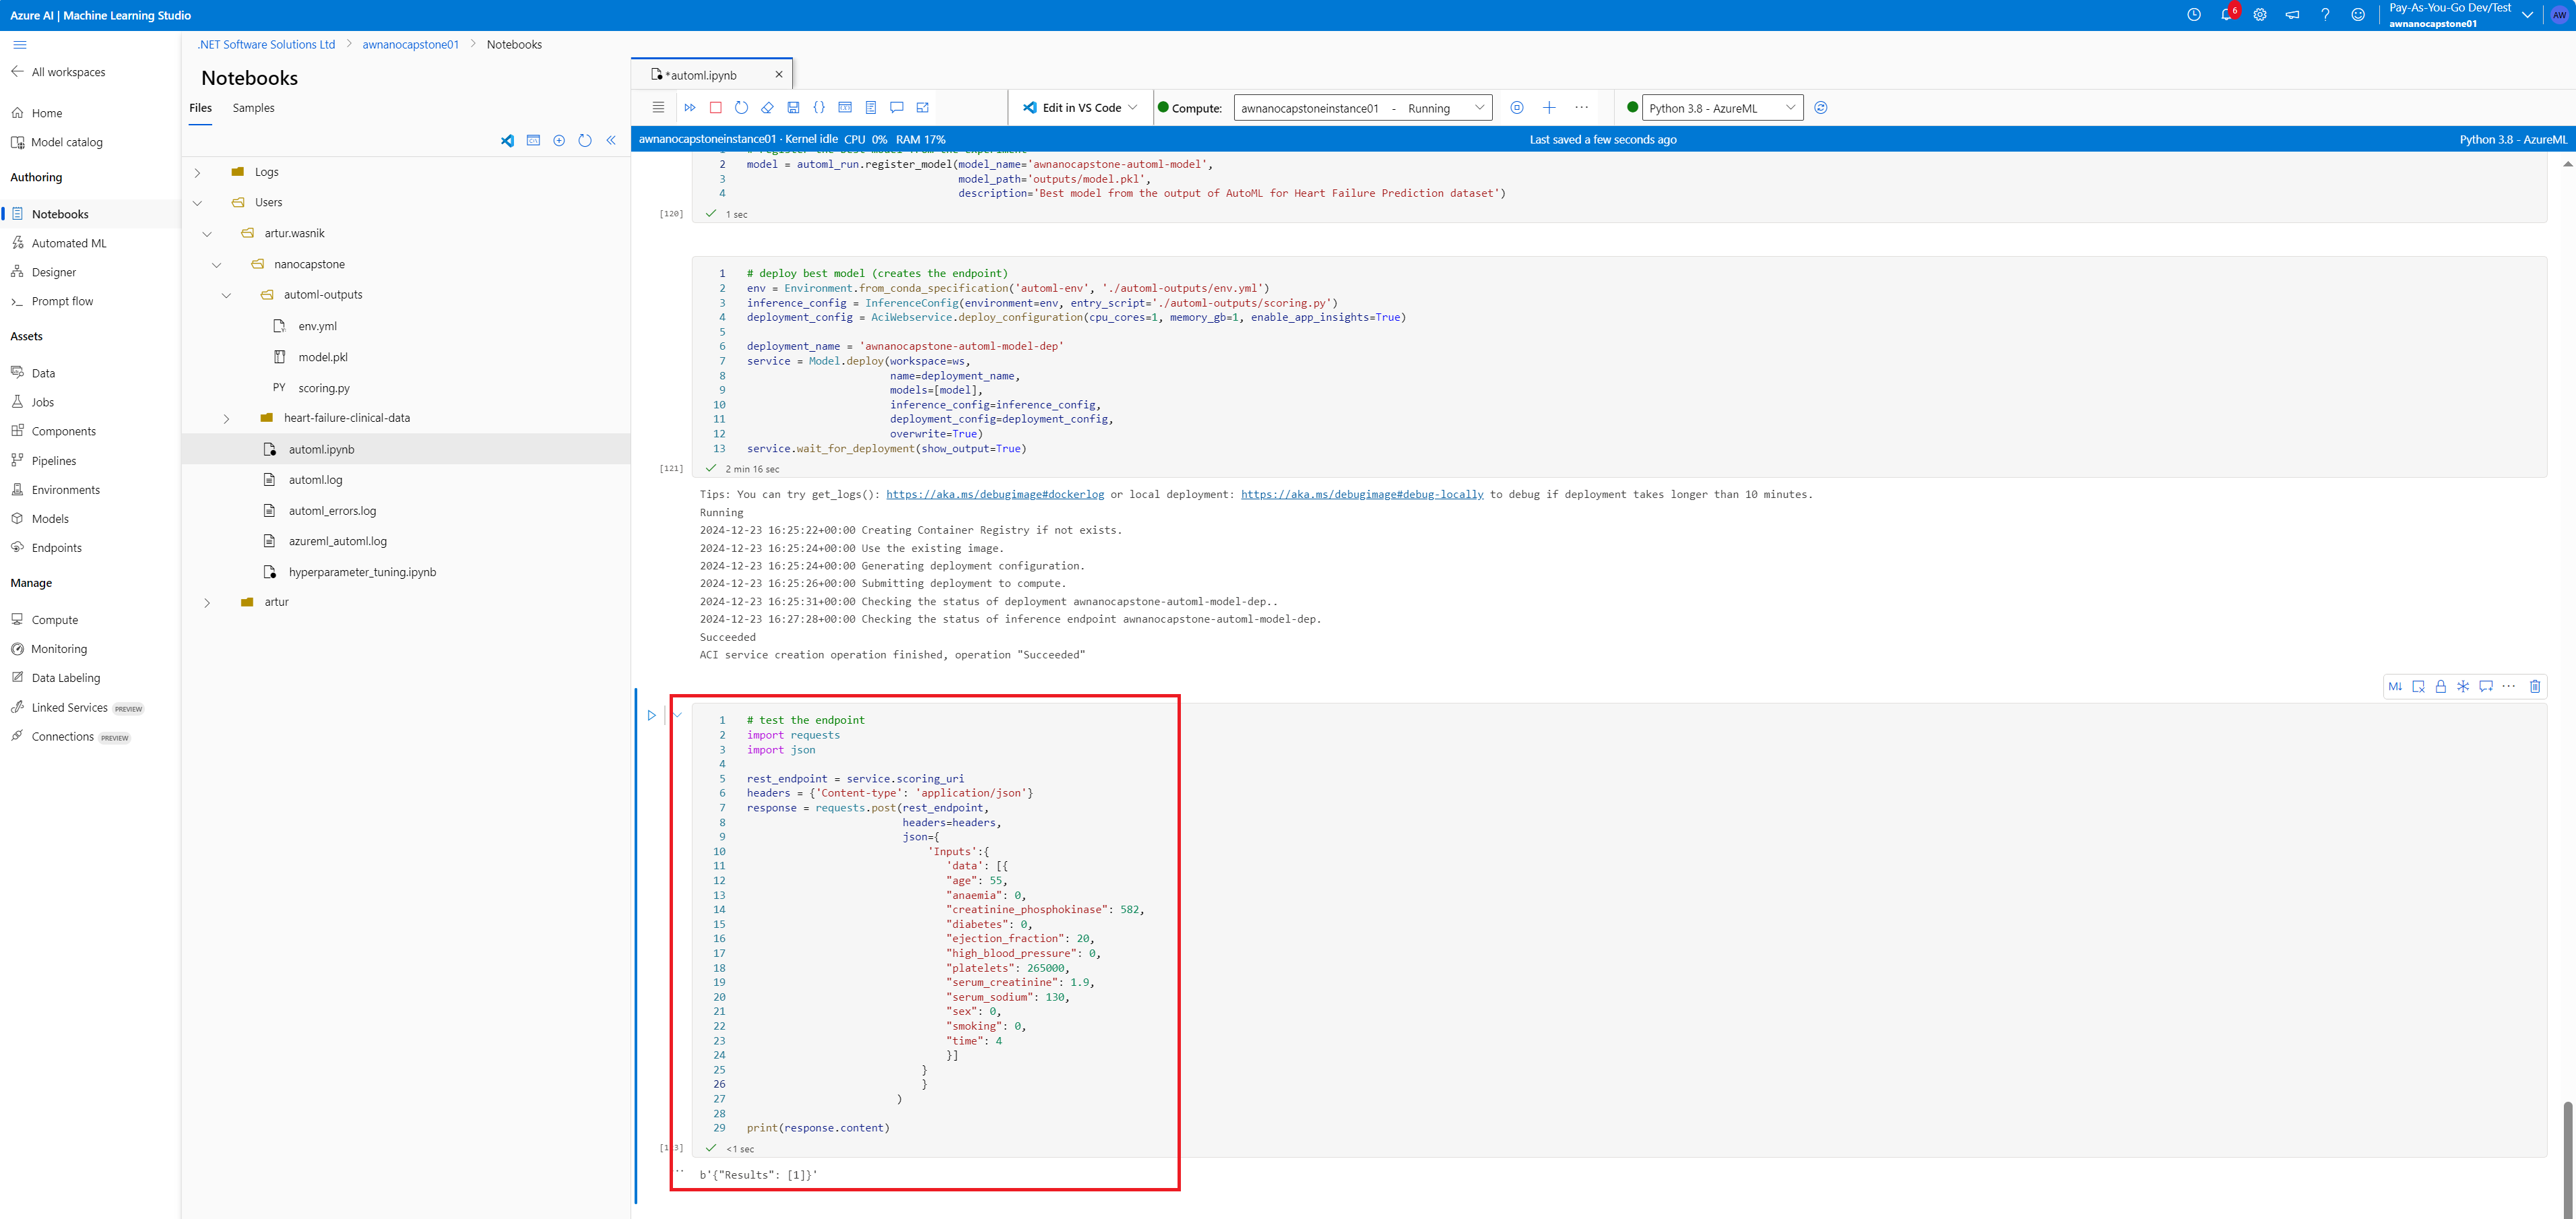 Azure AI | Machine Learning Studio
6
Pay-As-You-Go Dev/Test
awnanocapstone01
AW
.NET Software Solutions Ltd > awnanocapstone01 > Notebooks
All workspaces
Home
Model catalog
Authoring
Notebooks
Automated ML
Designer
Prompt flow
Assets
Data
Jobs
Components
Pipelines
Environments
Models
Endpoints
Manage
Compute
Monitoring
Data Labeling
Linked Services PREVIEW
Connections PREVIEW
Notebooks
Files Samples
Logs
Users
artur.wasnik
nanocapstone
automl-outputs
env.yml
model.pkl
PY scoring.py
heart-failure-clinical-data
automl.ipynb
automl.log
automl_errors.log
azureml_automl.log
hyperparameter_tuning.ipynb
artur
*automl.ipynb
Edit in VS Code
Compute: awnanocapstoneinstance01 - Running
Python 3.8 - AzureML
awnanocapstoneinstance01 · Kernel idle CPU 0% RAM 17%
Last saved a few seconds ago
Python 3.8 - AzureML
1 # register the best model from the experiment
2 model = automl_run.register_model(model_name='awnanocapstone-automl-model',
3 model_path='outputs/model.pkl',
4 description='Best model from the output of AutoML for Heart Failure Prediction dataset')
[120] 1 sec
1 # deploy best model (creates the endpoint)
2 env = Environment.from_conda_specification('automl-env', './automl-outputs/env.yml')
3 inference_config = InferenceConfig(environment=env, entry_script='./automl-outputs/scoring.py')
4 deployment_config = AciWebservice.deploy_configuration(cpu_cores=1, memory_gb=1, enable_app_insights=True)
5
6 deployment_name = 'awnanocapstone-automl-model-dep'
7 service = Model.deploy(workspace=ws,
8 name=deployment_name,
9 models=[model],
10 inference_config=inference_config,
11 deployment_config=deployment_config,
12 overwrite=True)
13 service.wait_for_deployment(show_output=True)
[121] 2 min 16 sec
Tips: You can try get_logs(): https://aka.ms/debugimage#dockerlog or local deployment: https://aka.ms/debugimage#debug-locally to debug if deployment takes longer than 10 minutes.
Running
2024-12-23 16:25:22+00:00 Creating Container Registry if not exists.
2024-12-23 16:25:24+00:00 Use the existing image.
2024-12-23 16:25:24+00:00 Generating deployment configuration.
2024-12-23 16:25:26+00:00 Submitting deployment to compute.
2024-12-23 16:25:31+00:00 Checking the status of deployment awnanocapstone-automl-model-dep..
2024-12-23 16:27:28+00:00 Checking the status of inference endpoint awnanocapstone-automl-model-dep.
Succeeded
ACI service creation operation finished, operation "Succeeded"
M↓
1 # test the endpoint
2 import requests
3 import json
4
5 rest_endpoint = service.scoring_uri
6 headers = {'Content-type': 'application/json'}
7 response = requests.post(rest_endpoint,
8 headers=headers,
9 json={
10 'Inputs':{
11 'data': [{
12 "age": 55,
13 "anaemia": 0,
14 "creatinine_phosphokinase": 582,
15 "diabetes": 0,
16 "ejection_fraction": 20,
17 "high_blood_pressure": 0,
18 "platelets": 265000,
19 "serum_creatinine": 1.9,
20 "serum_sodium": 130,
21 "sex": 0,
22 "smoking": 0,
23 "time": 4
24 }]
25 }
26 }
27 )
28
29 print(response.content)
<1 sec
b'{"Results": [1]}'